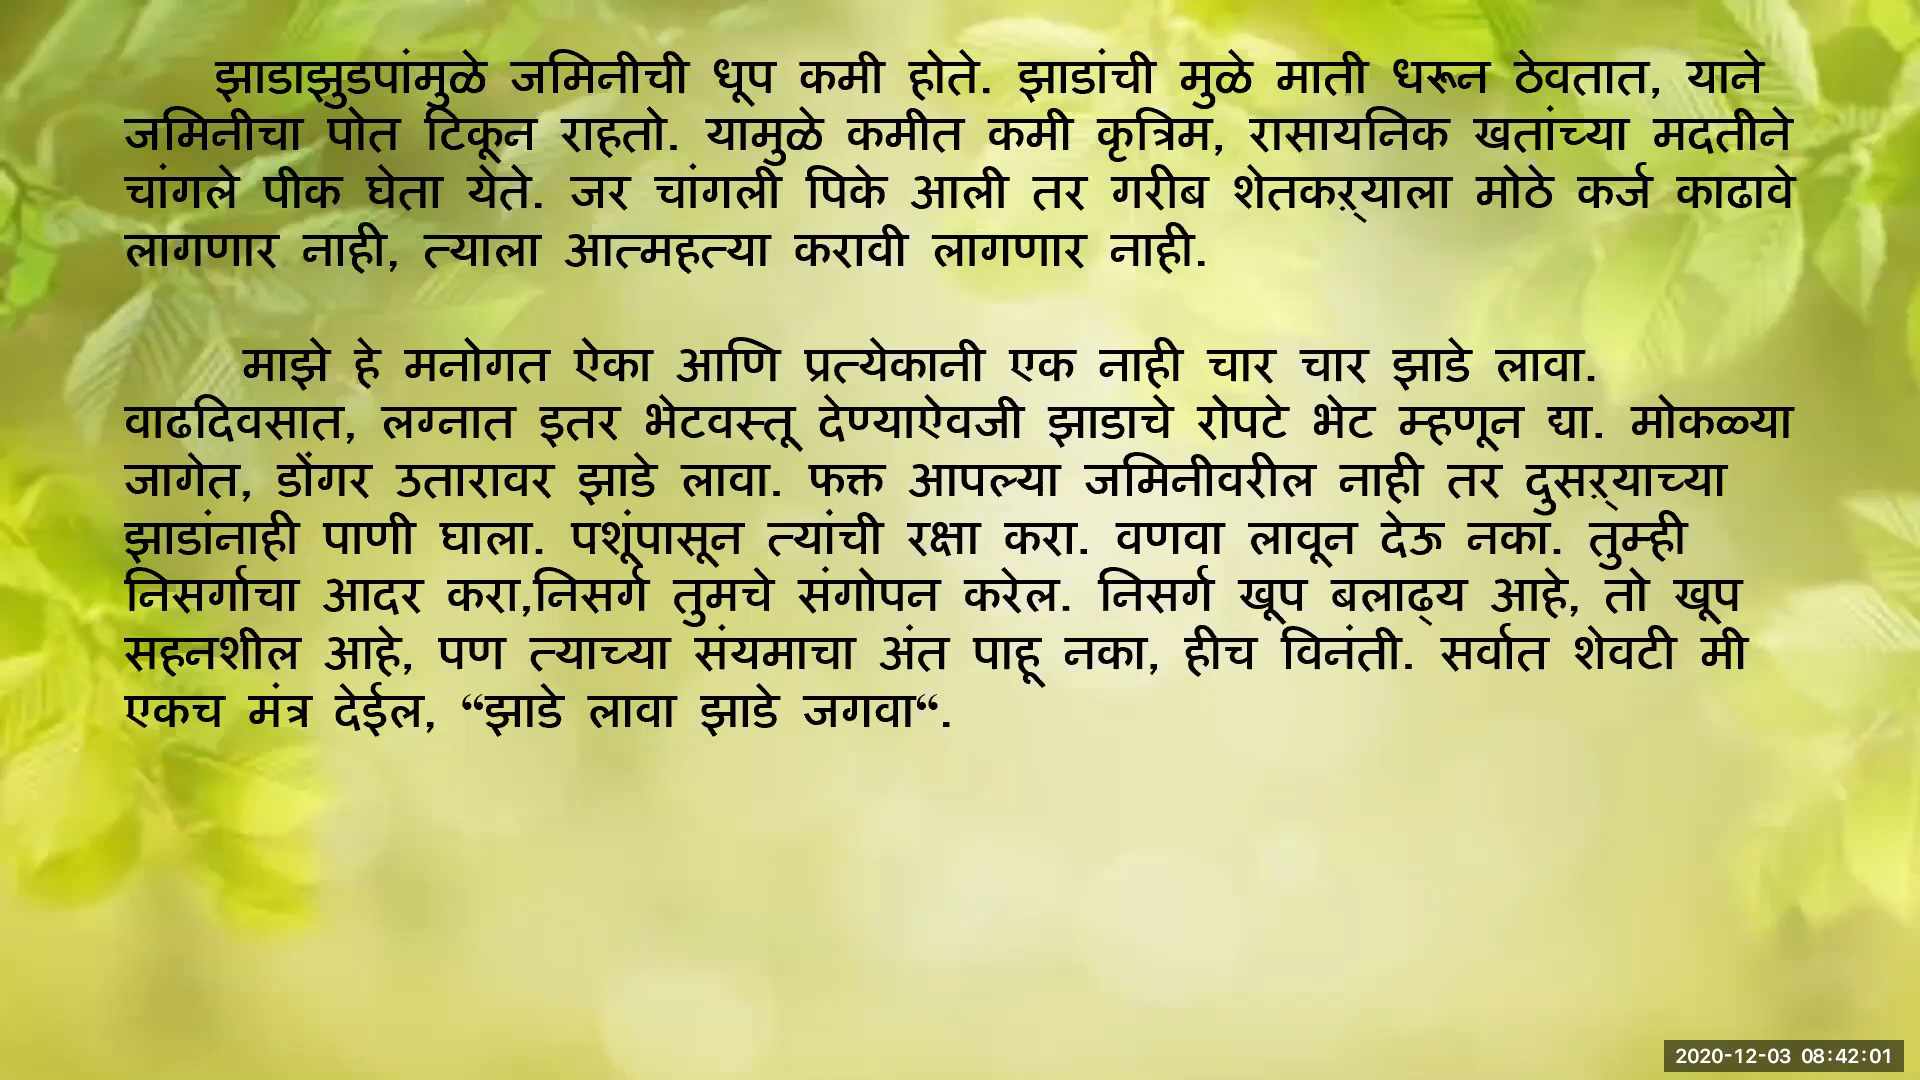 झाडाझुडपांमुळे जमिनीची धूप कमी होते. झाडांची मुळे माती धरून ठेवतात, याने
जमिनीचा पोत टिकून राहतो. यामुळे कमीत कमी कृत्रिम, रासायनिक खतांच्या मदतीने
चांगले पीक घेता येते. जर चांगली पिके आली तर गरीब शेतकऱ्याला मोठे कर्ज काढावे
लागणार नाही, त्याला आत्महत्या करावी लागणार नाही.
माझे हे मनोगत ऐका आणि प्रत्येकानी एक नाही चार चार झाडे लावा.
वाढदिवसात, लग्नात इतर भेटवस्तू देण्याऐवजी झाडाचे रोपटे भेट म्हणून द्या. मोकळ्या
जागेत, डोंगर उतारावर झाडे लावा. फक्त आपल्या जमिनीवरील नाही तर दुसऱ्याच्या
झाडांनाही पाणी घाला. पशूंपासून त्यांची रक्षा करा. वणवा लावून देऊ नका. तुम्ही
निसर्गाचा आदर करा,निसर्ग तुमचे संगोपन करेल. निसर्ग खूप बलाढ्य आहे, तो खूप
सहनशील आहे, पण त्याच्या संयमाचा अंत पाहू नका, हीच विनंती. सर्वात शेवटी मी
एकच मंत्र देईल, “झाडे लावा झाडे जगवा“.
2020-12-03 08:42:01